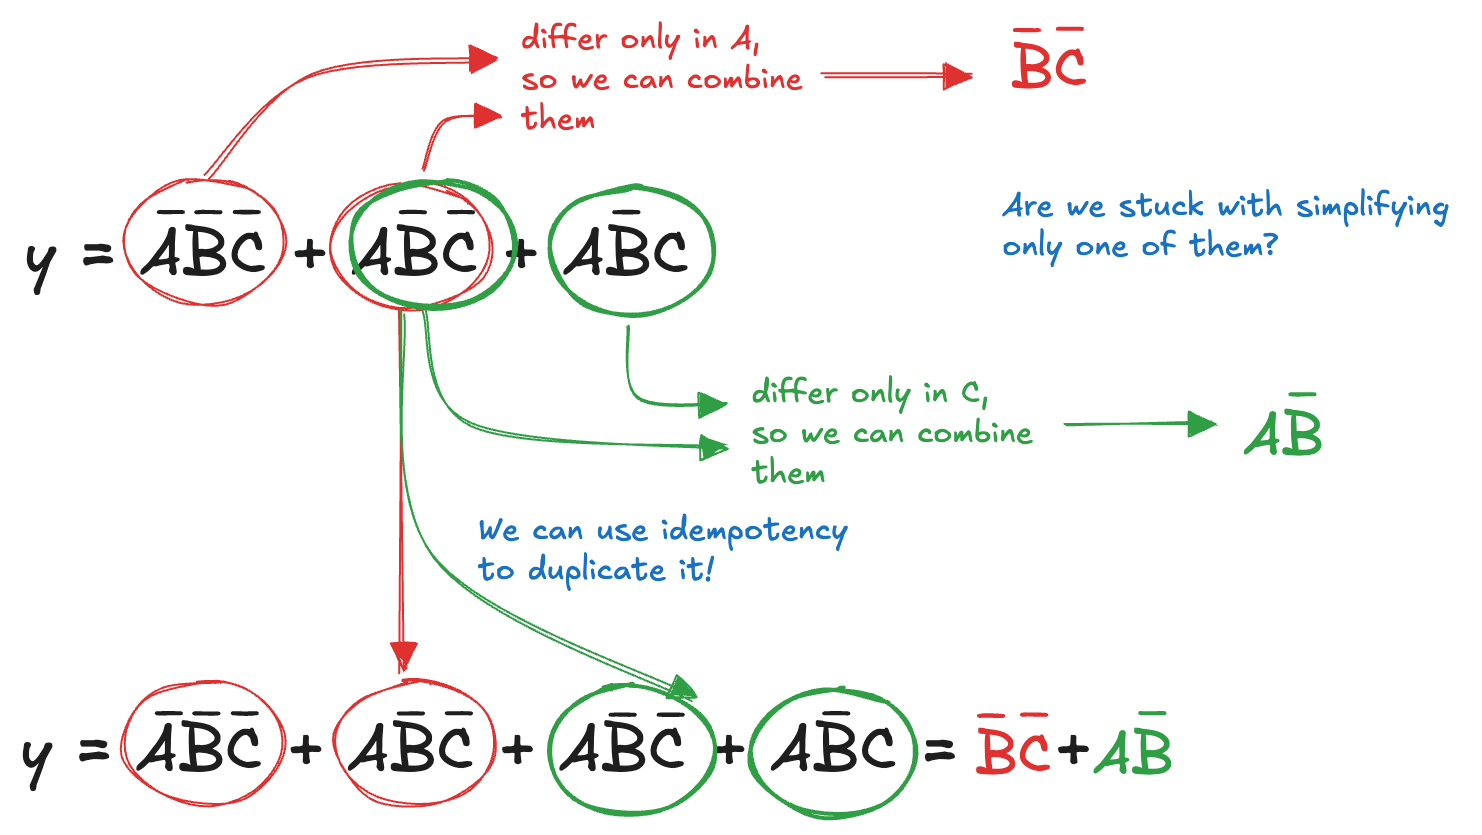 differ only in A,
so we can combine
them
B̅C̅
y = A̅B̅C̅ + AB̅C̅ + AB̅C
Are we stuck with simplifying
only one of them?
differ only in C,
so we can combine
them
AB̅
We can use idempotency
to duplicate it!
y = A̅B̅C̅ + AB̅C̅ + AB̅C̅ + AB̅C = B̅C̅ + AB̅